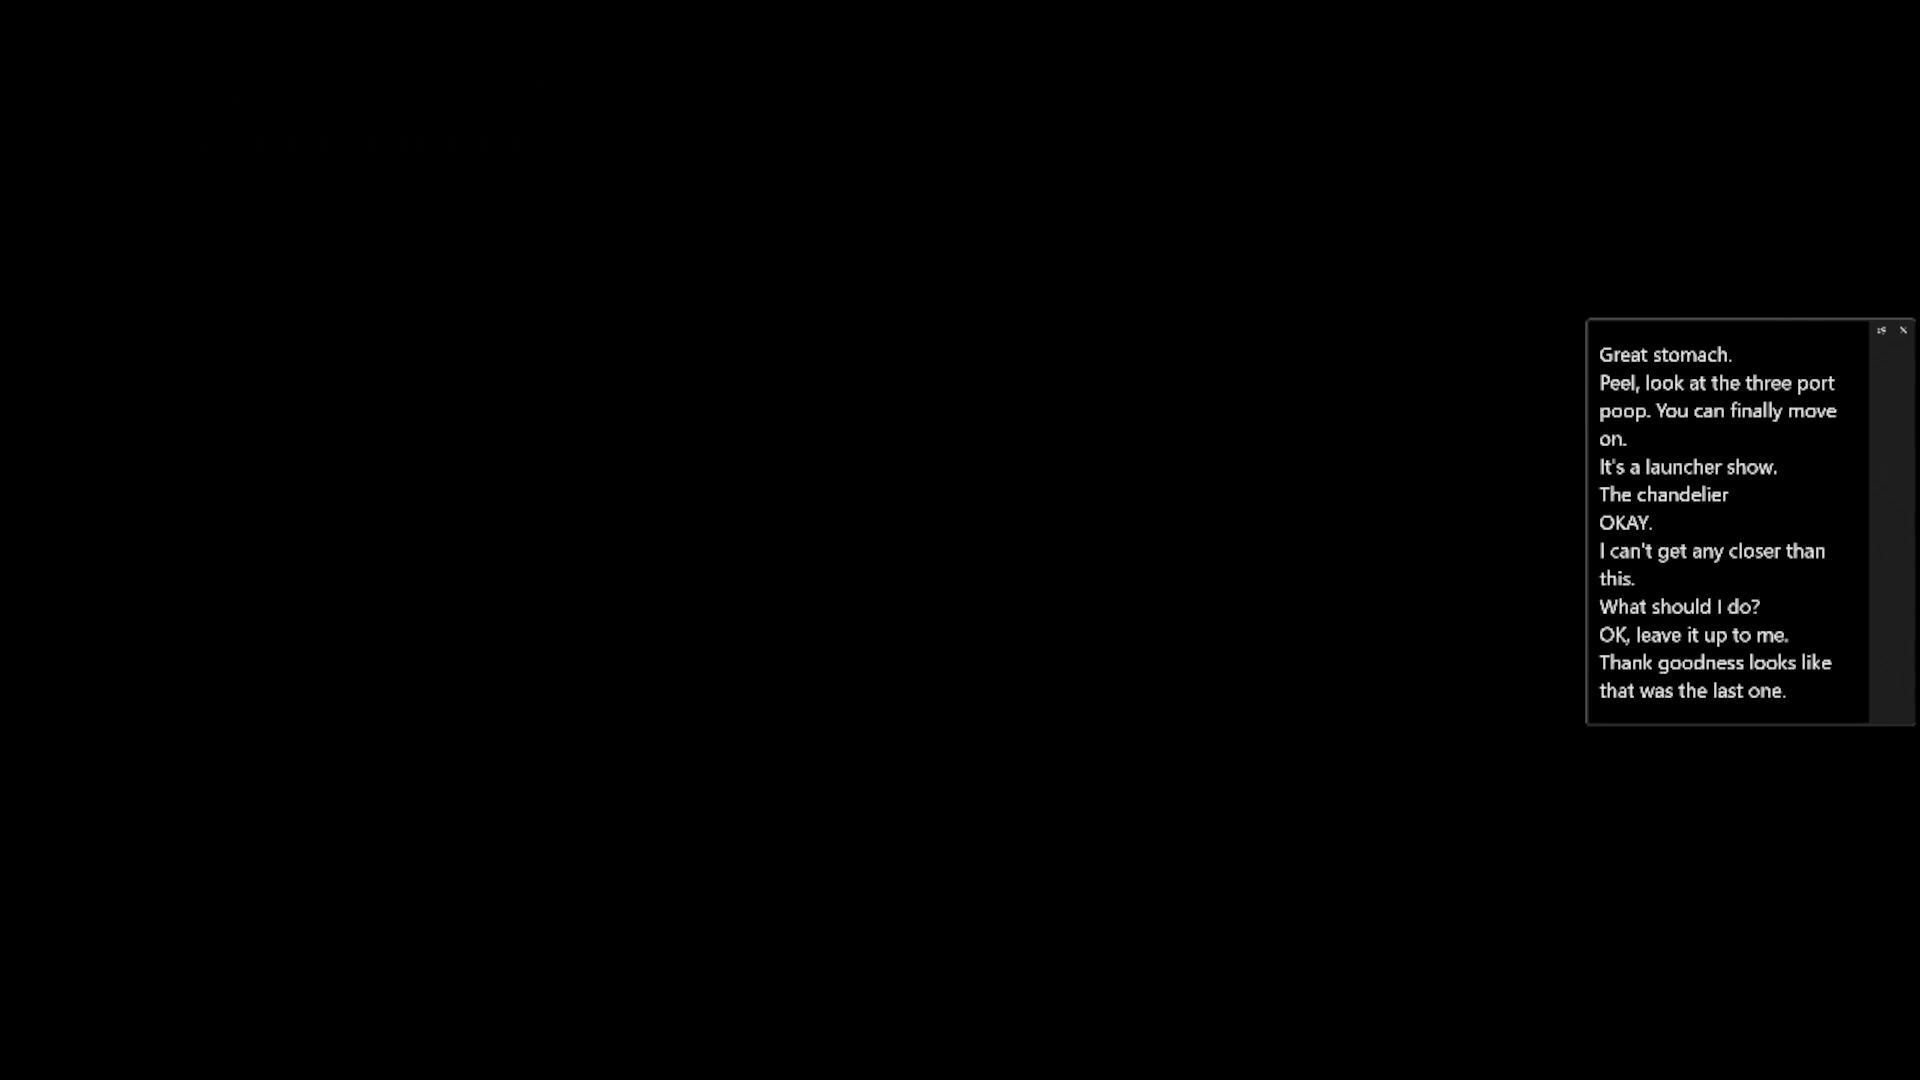 Great stomach.
Peel, look at the three port
poop. You can finally move
on.
It's a launcher show.
The chandelier
OKAY.
I can't get any closer than
this.
What should I do?
OK, leave it up to me.
Thank goodness looks like
that was the last one.